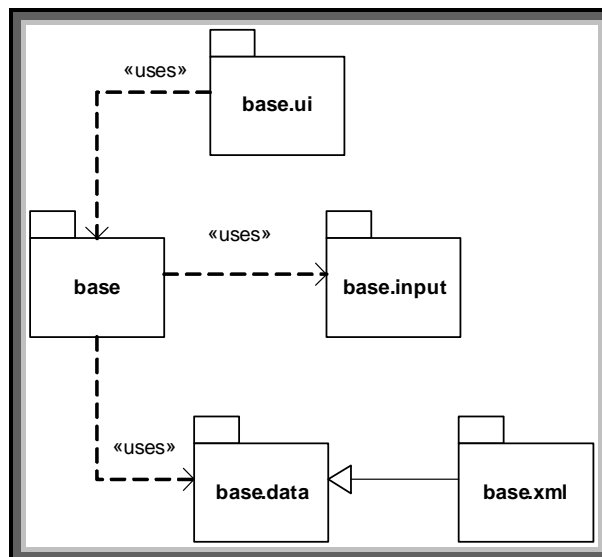 «uses»
base.ui
«uses»
base
base.input
«uses»
base.data
base.xml